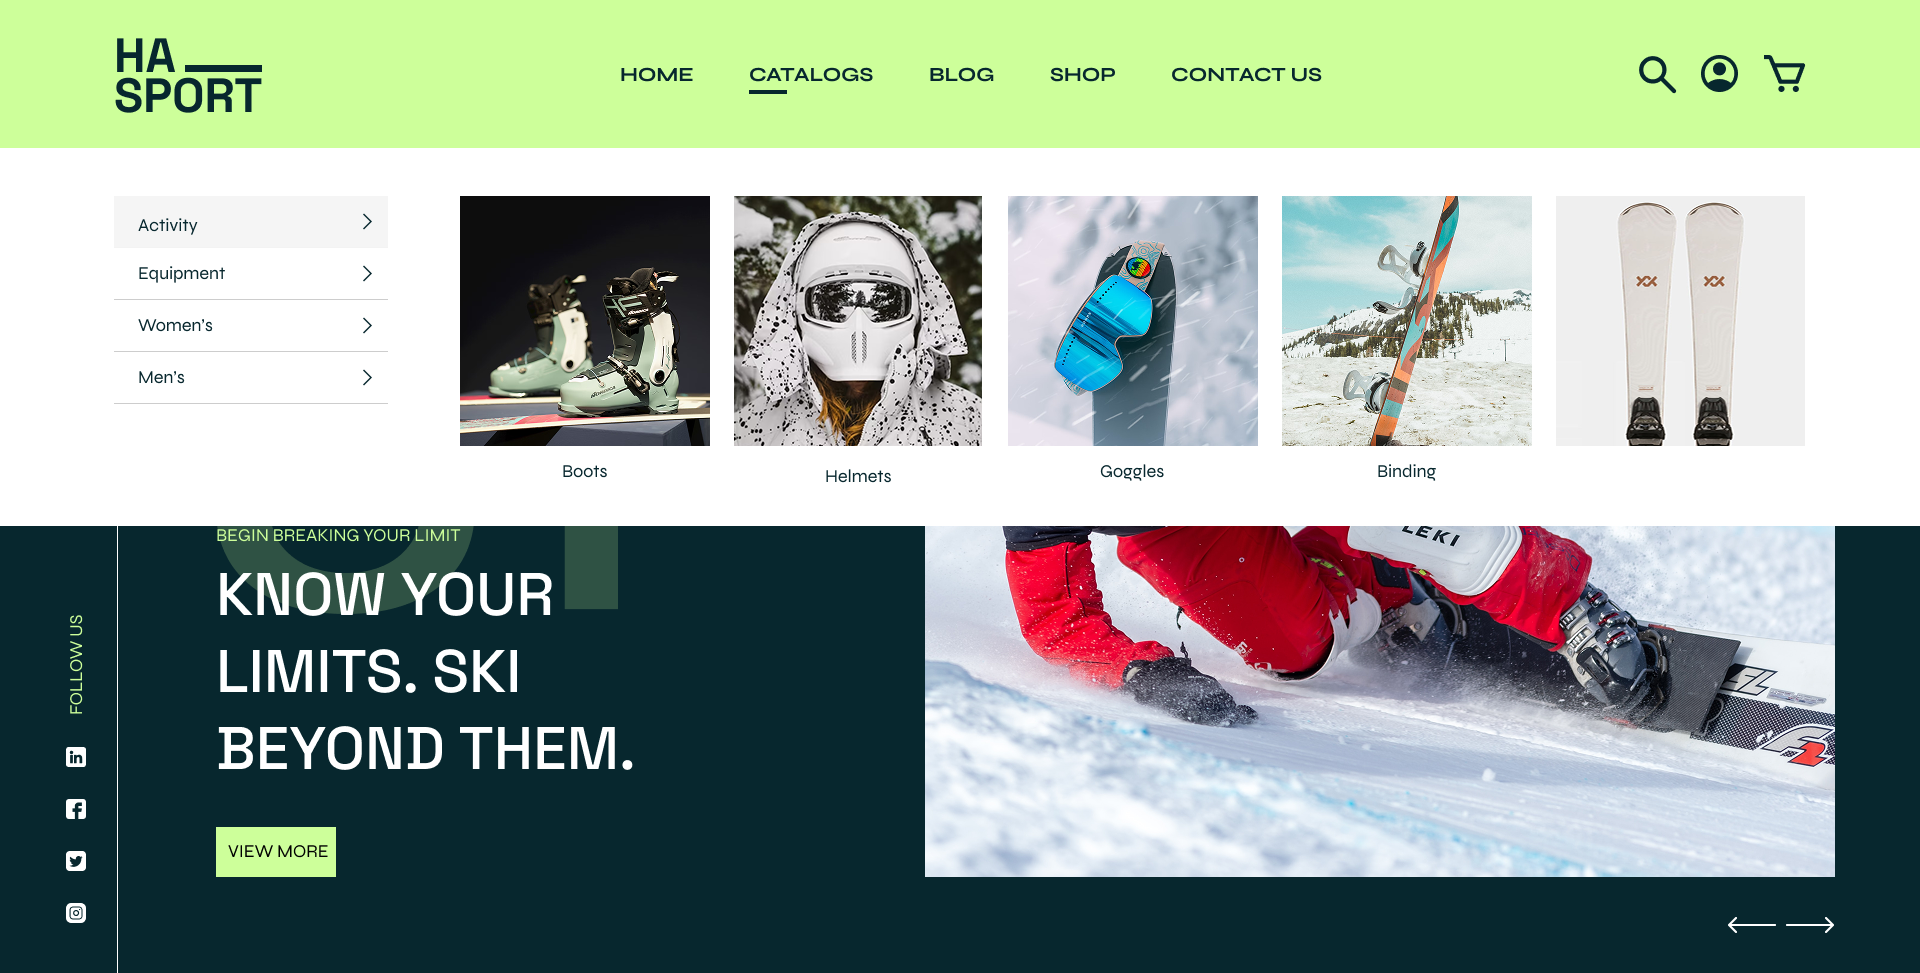 HA
SPORT
HOME
CATALOGS
BLOG
SHOP
CONTACT US
Activity
Equipment
Women's
Men's
Boots
Helmets
Goggles
Binding
BEGIN BREAKING YOUR LIMIT
KNOW YOUR
LIMITS. SKI
BEYOND THEM.
VIEW MORE
FOLLOW US
LEKI